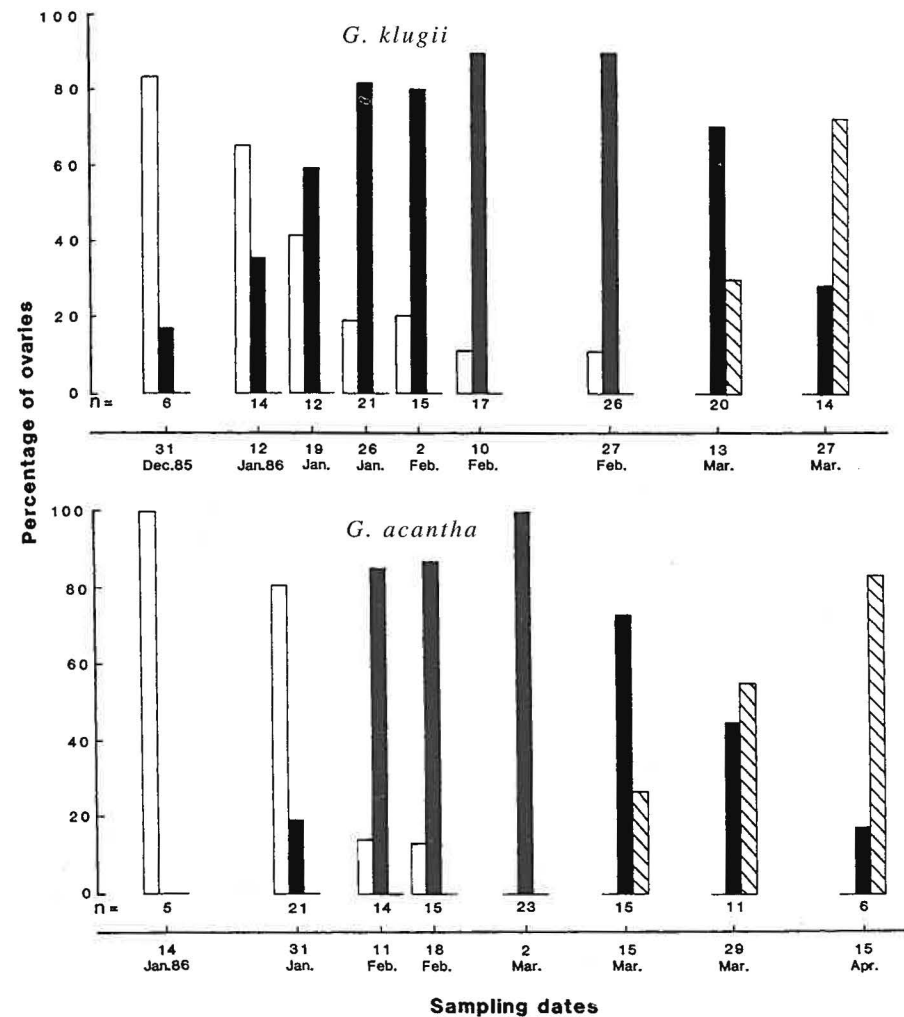 G. klugii
100
80
60
40
20
0
n = 6 14 12 21 15 17 26 20 14
31 12 19 26 2 10 27 13 27
Dec.85 Jan.86 Jan. Jan. Feb. Feb. Feb. Mar. Mar.
Percentage of ovaries
G. acantha
100
80
60
40
20
0
n = 5 21 14 15 23 15 11 6
14 31 11 18 2 15 29 15
Jan.86 Jan. Feb. Feb. Mar. Mar. Mar. Apr.
Sampling dates